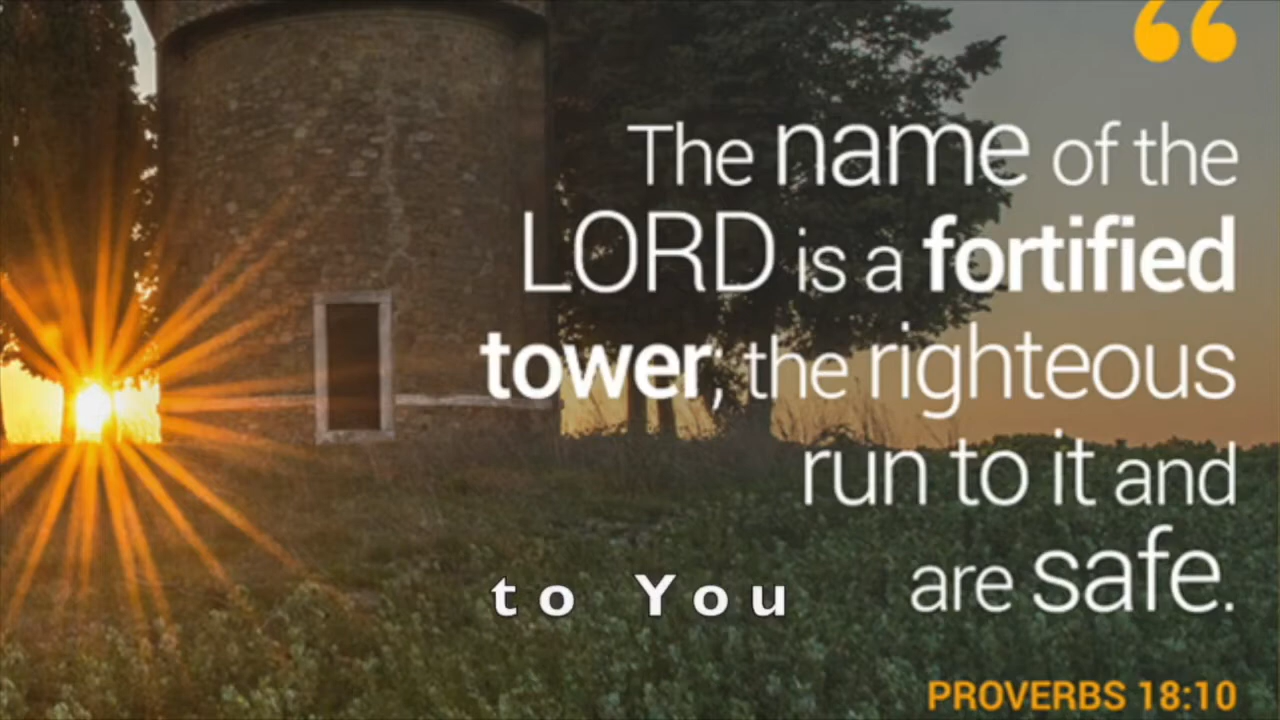 “
The name of the
LORD is a fortified
tower; the righteous
run to it and
are safe.
to You
PROVERBS 18:10